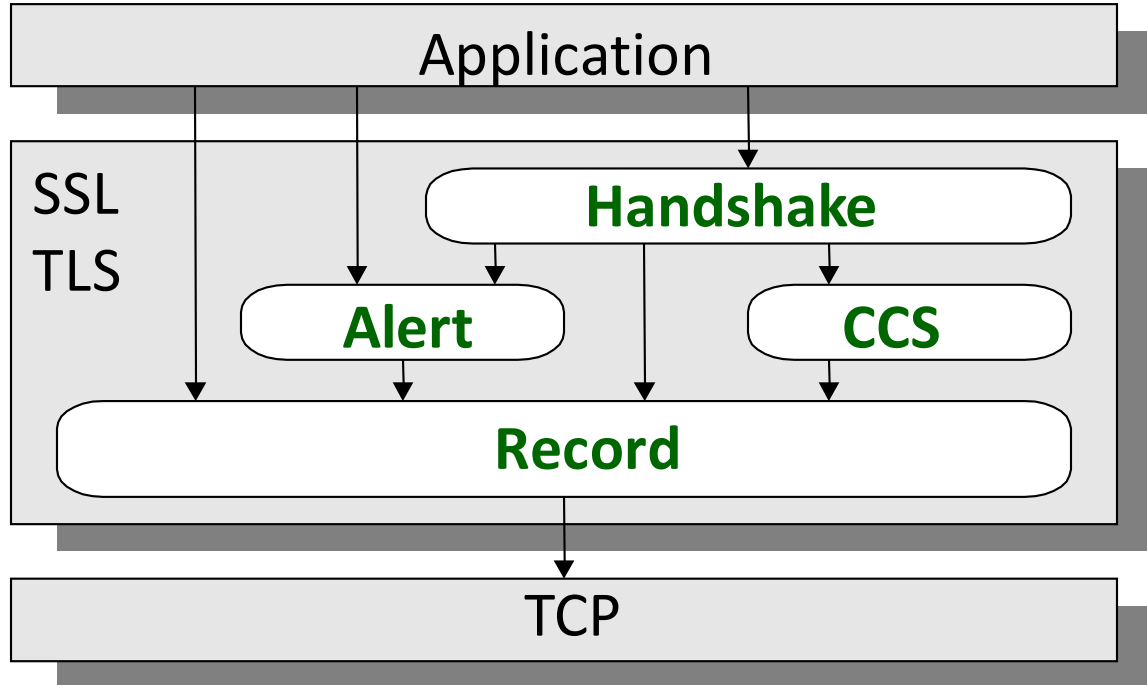 Application
SSL
TLS
Handshake
Alert
CCS
Record
TCP